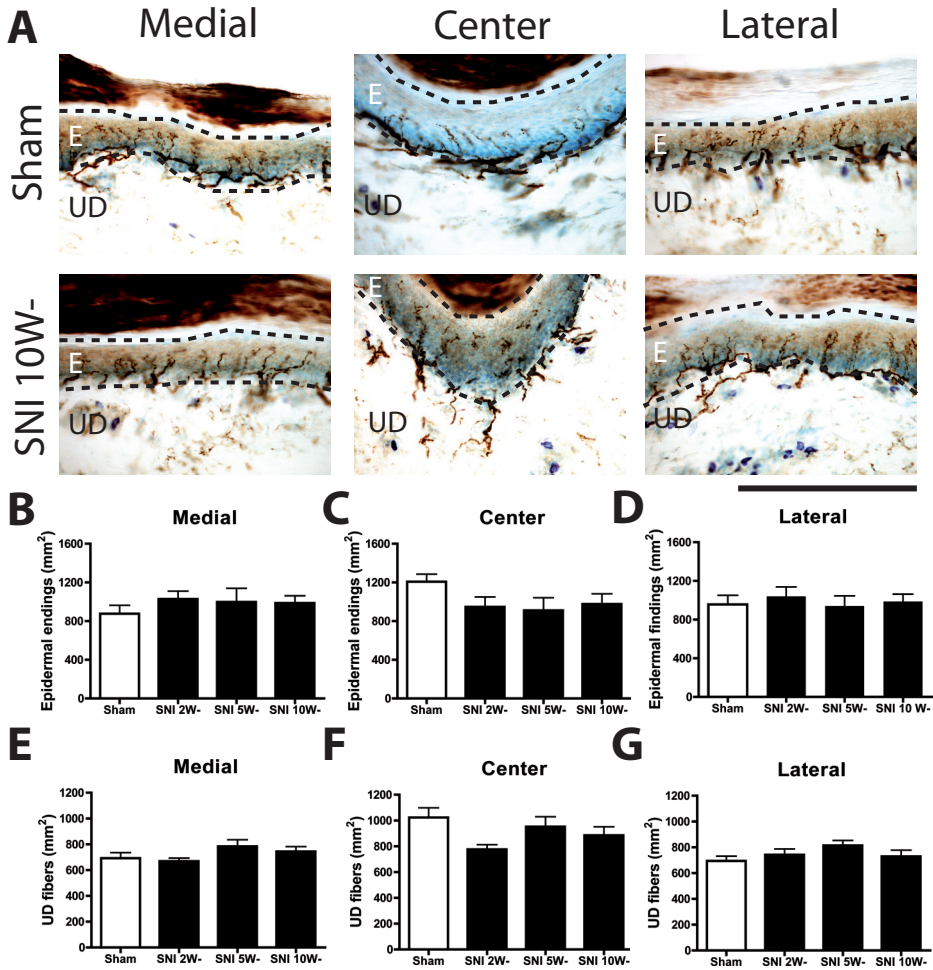 A
Medial
Center
Lateral
Sham
E
UD
E
UD
E
UD
SNI 10W-
E
UD
E
UD
E
UD
B
Medial
Epidermal endings (mm²)
1600
1200
800
400
0
Sham
SNI 2W-
SNI 5W-
SNI 10W-
C
Center
Epidermal endings (mm²)
1600
1200
800
400
0
Sham
SNI 2W-
SNI 5W-
SNI 10W-
D
Lateral
Epidermal findings (mm²)
1600
1200
800
400
0
Sham
SNI 2W-
SNI 5W-
SNI 10 W-
E
Medial
UD fibers (mm²)
1200
1000
800
600
400
200
0
Sham
SNI 2W-
SNI 5W-
SNI 10W-
F
Center
UD fibers (mm²)
1200
1000
800
600
400
200
0
Sham
SNI 2W-
SNI 5W-
SNI 10W-
G
Lateral
UD fibers (mm²)
1200
1000
800
600
400
200
0
Sham
SNI 2W-
SNI 5W-
SNI 10W-